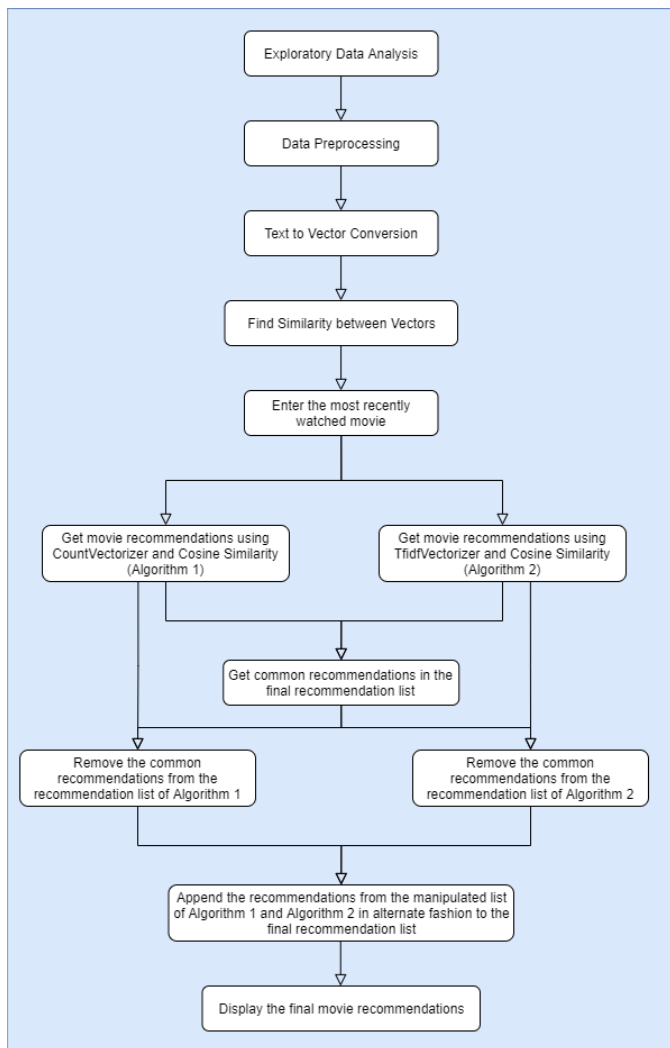 Exploratory Data Analysis
Data Preprocessing
Text to Vector Conversion
Find Similarity between Vectors
Enter the most recently
watched movie
Get movie recommendations using
CountVectorizer and Cosine Similarity
(Algorithm 1)
Get movie recommendations using
TfidfVectorizer and Cosine Similarity
(Algorithm 2)
Get common recommendations in the
final recommendation list
Remove the common
recommendations from the
recommendation list of Algorithm 1
Remove the common
recommendations from the
recommendation list of Algorithm 2
Append the recommendations from the manipulated list
of Algorithm 1 and Algorithm 2 in alternate fashion to the
final recommendation list
Display the final movie recommendations